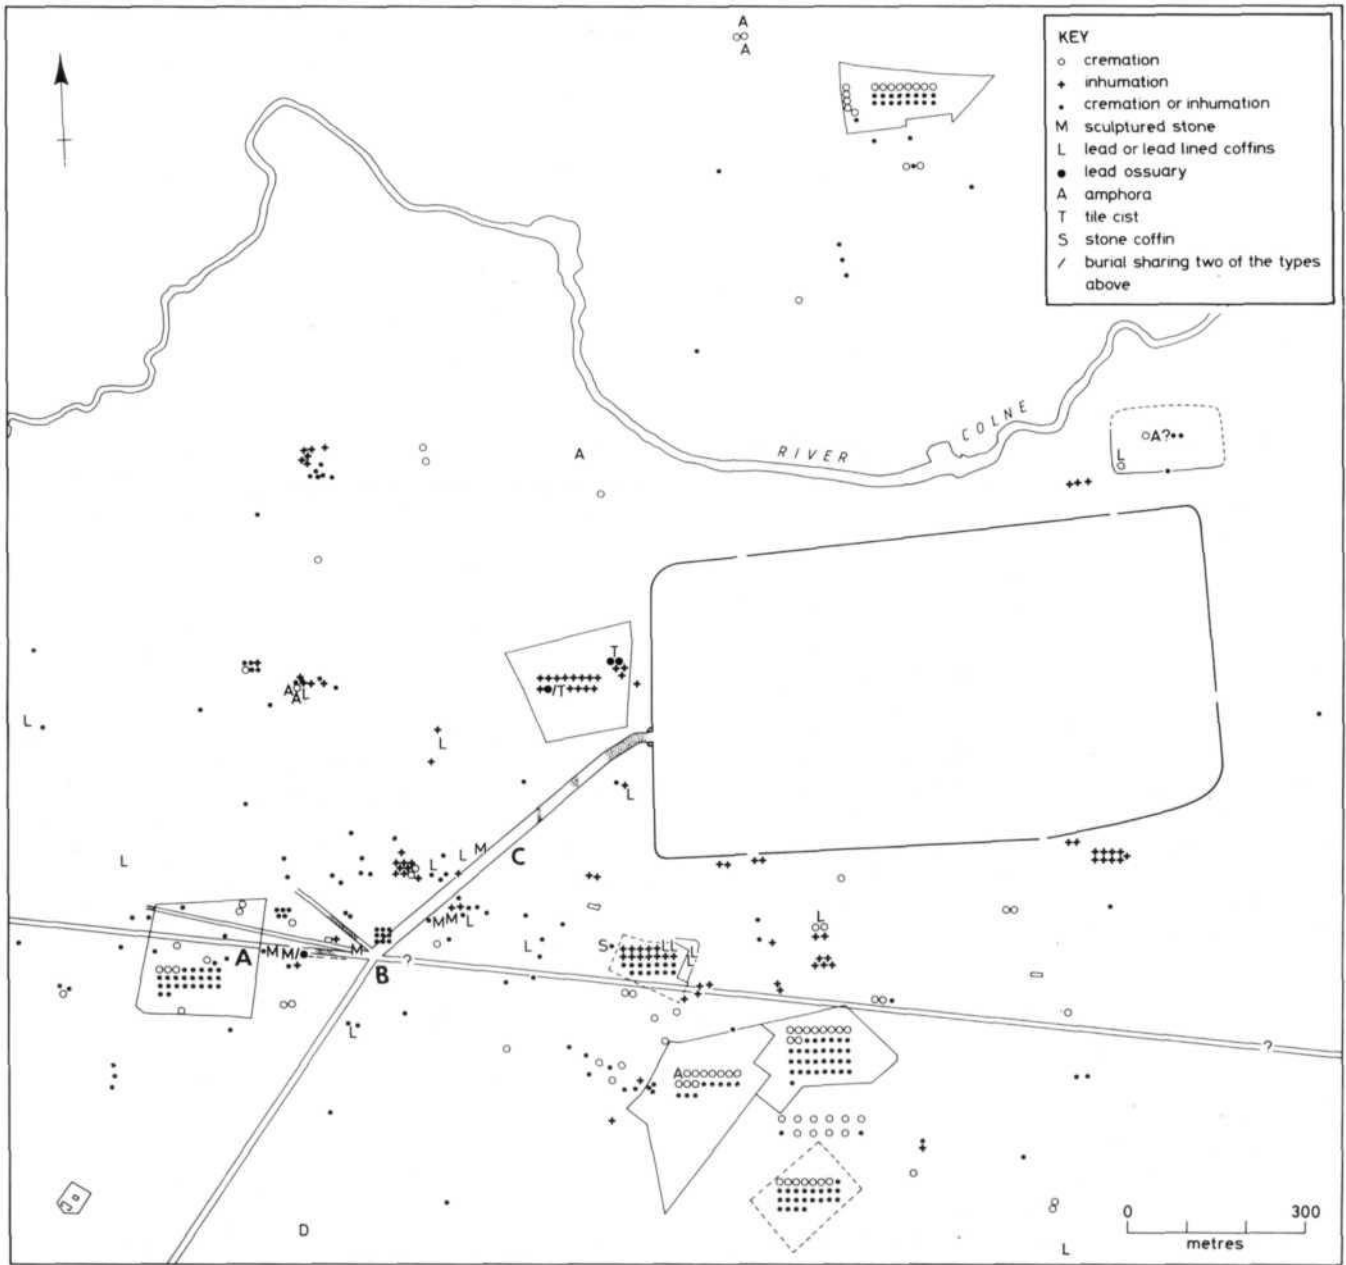 A
A
KEY
cremation
inhumation
cremation or inhumation
M sculptured stone
L lead or lead lined coffins
lead ossuary
A amphora
T tile cist
S stone coffin
/ burial sharing two of the types
above
RIVER COLNE
A
A?
L
T
/T
A L
A
L
L
L
L
L
L M
C
M M L
A M M/ M
B ?
L
S L L L
L
L
L
?
A
D
L
0 300
metres